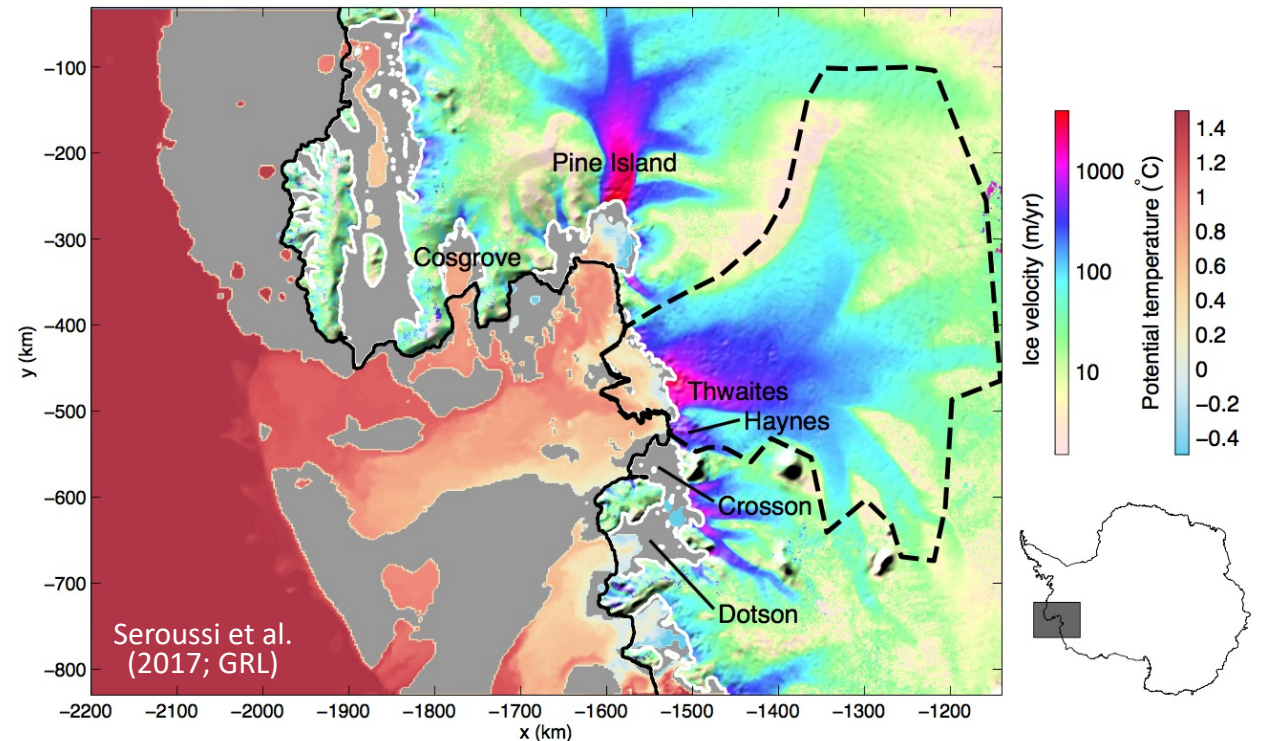 Pine Island
Cosgrove
Thwaites
Haynes
Crosson
Dotson
Seroussi et al.
(2017; GRL)
−100
−200
−300
−400
−500
−600
−700
−800
y (km)
−2200 −2100 −2000 −1900 −1800 −1700 −1600 −1500 −1400 −1300 −1200
x (km)
Ice velocity (m/yr)
1000
100
10
Potential temperature (°C)
1.4
1.2
1
0.8
0.6
0.4
0.2
0
−0.2
−0.4